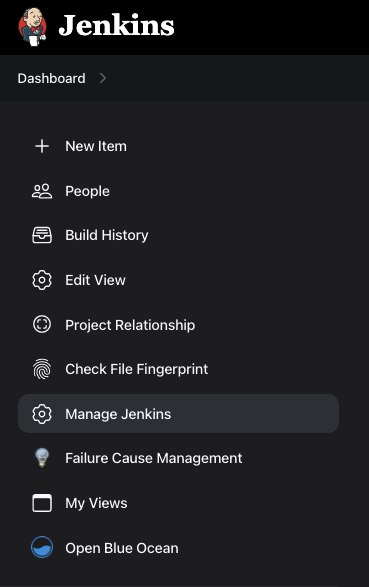 Jenkins
Dashboard
New Item
People
Build History
Edit View
Project Relationship
Check File Fingerprint
Manage Jenkins
Failure Cause Management
My Views
Open Blue Ocean